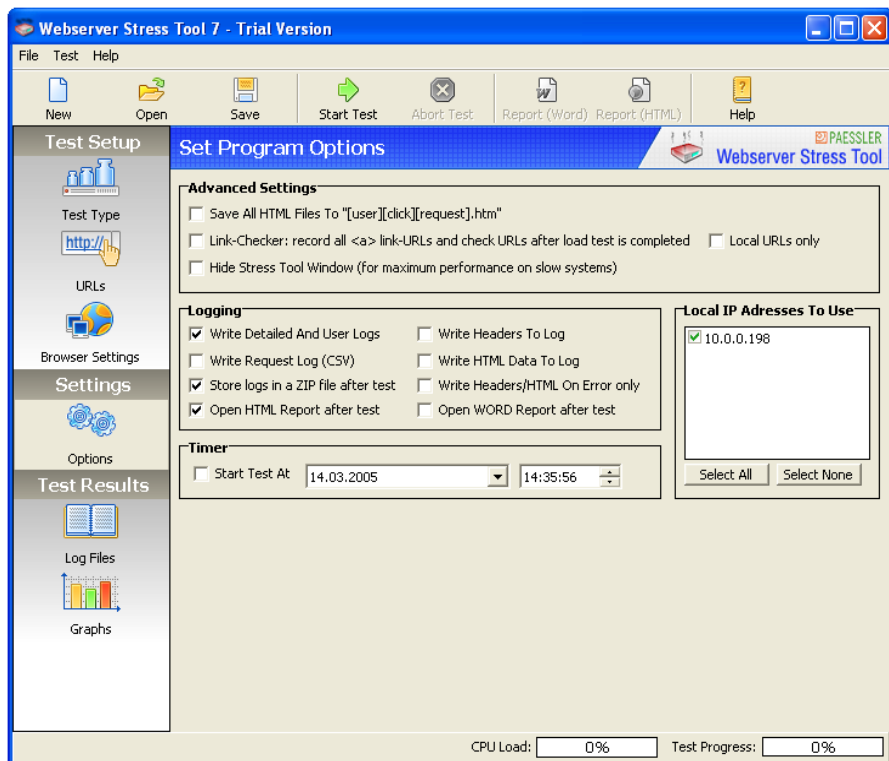 Webserver Stress Tool 7 - Trial Version
File Test Help
New Open Save Start Test Abort Test Report (Word) Report (HTML) Help
Test Setup
Test Type
http://
URLs
Browser Settings
Settings
Options
Test Results
Log Files
Graphs
Set Program Options
PAESSLER
Webserver Stress Tool
Advanced Settings
Save All HTML Files To "[user][click][request].htm"
Link-Checker: record all <a> link-URLs and check URLs after load test is completed Local URLs only
Hide Stress Tool Window (for maximum performance on slow systems)
Logging
Write Detailed And User Logs Write Headers To Log
Write Request Log (CSV) Write HTML Data To Log
Store logs in a ZIP file after test Write Headers/HTML On Error only
Open HTML Report after test Open WORD Report after test
Local IP Adresses To Use
10.0.0.198
Select All Select None
Timer
Start Test At 14.03.2005 14:35:56
CPU Load: 0% Test Progress: 0%